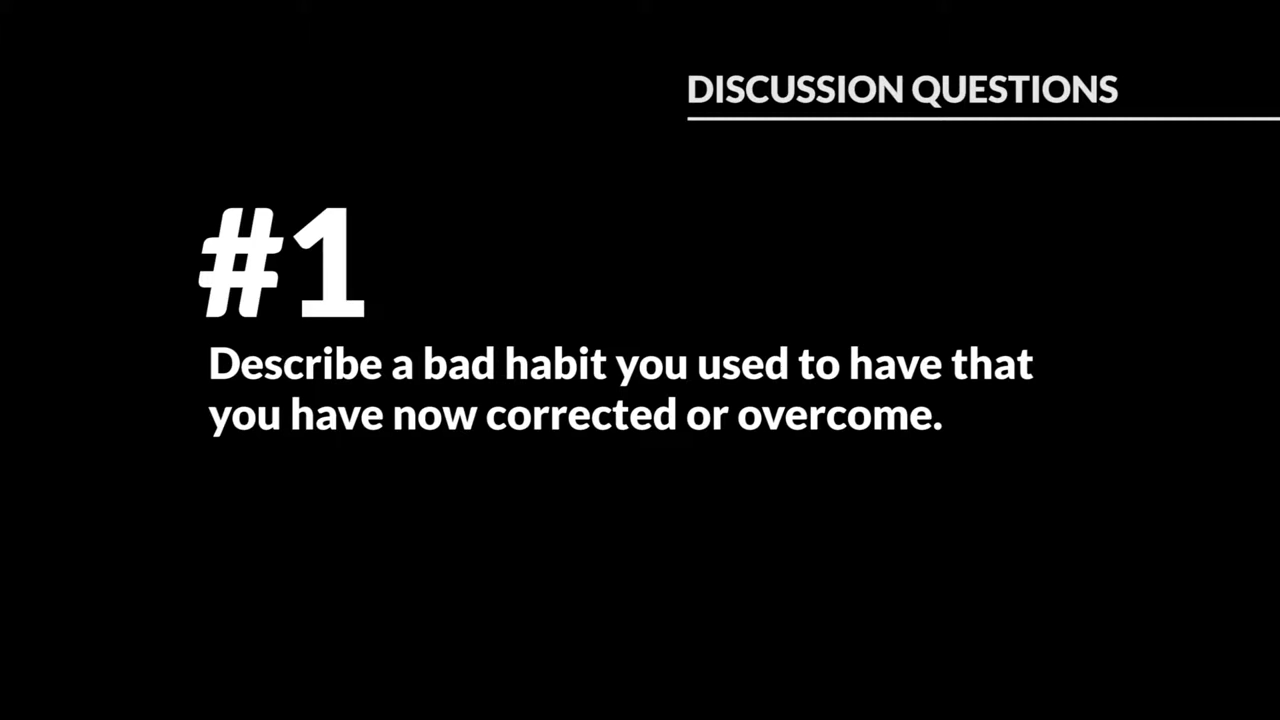 DISCUSSION QUESTIONS
#1
Describe a bad habit you used to have that
you have now corrected or overcome.